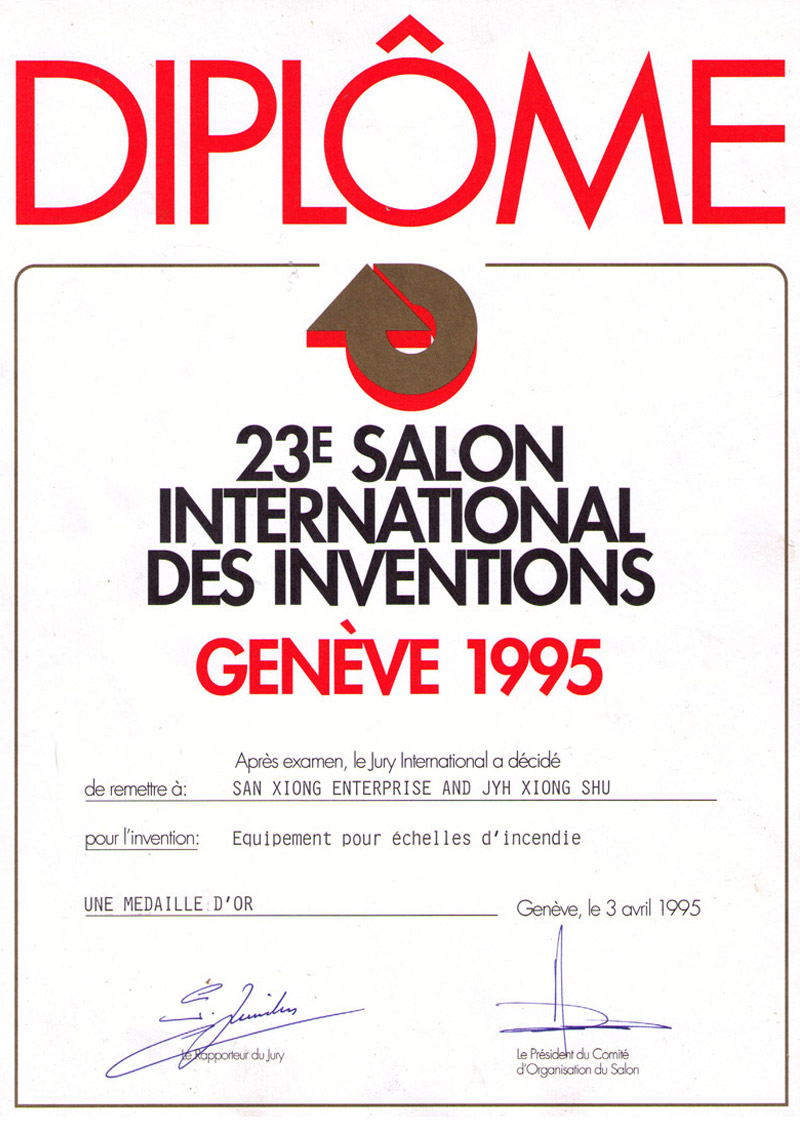 DIPLÔME
23E SALON
INTERNATIONAL
DES INVENTIONS
GENÈVE 1995
Après examen, le Jury International a décidé
de remettre à: SAN XIONG ENTERPRISE AND JYH XIONG SHU
pour l'invention: Equipement pour échelles d'incendie
UNE MEDAILLE D'OR
Genève, le 3 avril 1995
Le Rapporteur du Jury
Le Président du Comité
d'Organisation du Salon